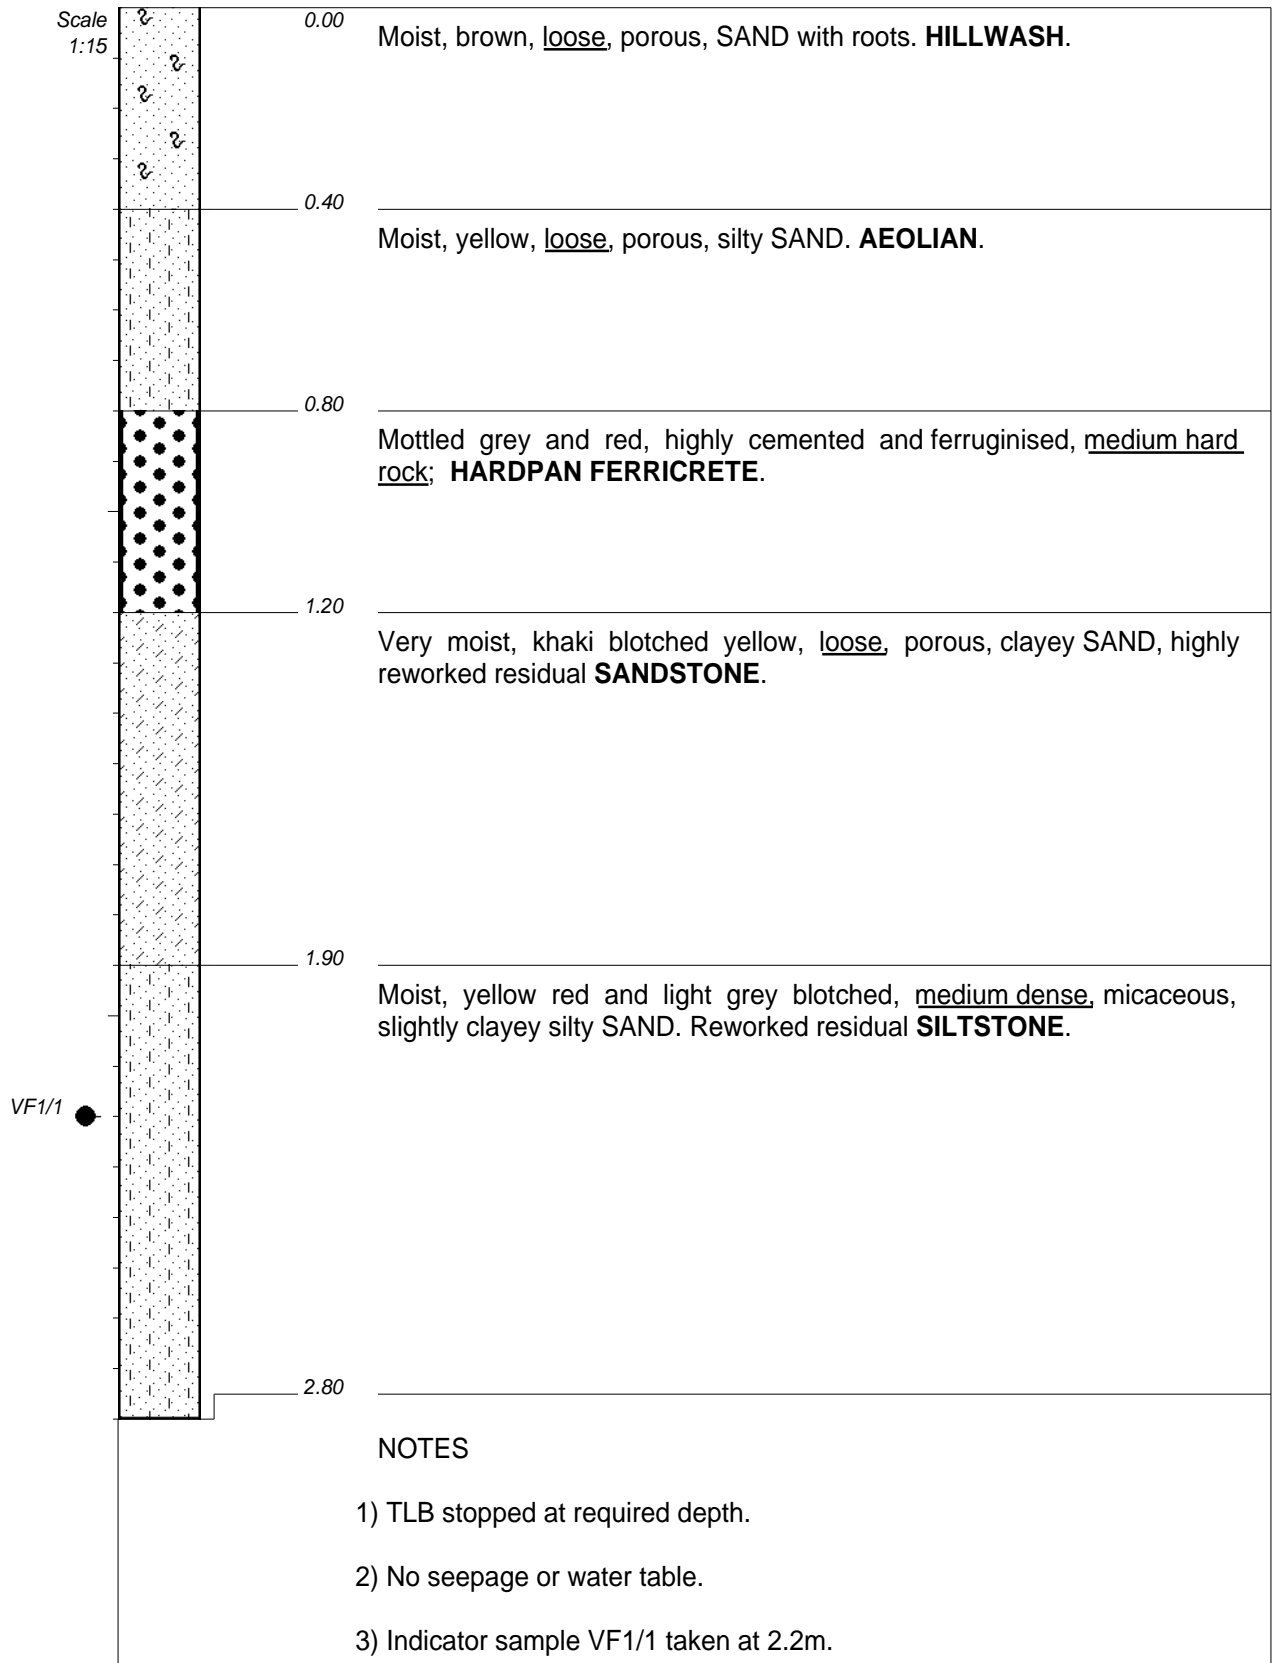 Scale
1:15
0.00
Moist, brown, loose, porous, SAND with roots. HILLWASH.
0.40
Moist, yellow, loose, porous, silty SAND. AEOLIAN.
0.80
Mottled grey and red, highly cemented and ferruginised, medium hard
rock; HARDPAN FERRICRETE.
1.20
Very moist, khaki blotched yellow, loose, porous, clayey SAND, highly
reworked residual SANDSTONE.
1.90
Moist, yellow red and light grey blotched, medium dense, micaceous,
slightly clayey silty SAND. Reworked residual SILTSTONE.
VF1/1
2.80
NOTES
1) TLB stopped at required depth.
2) No seepage or water table.
3) Indicator sample VF1/1 taken at 2.2m.